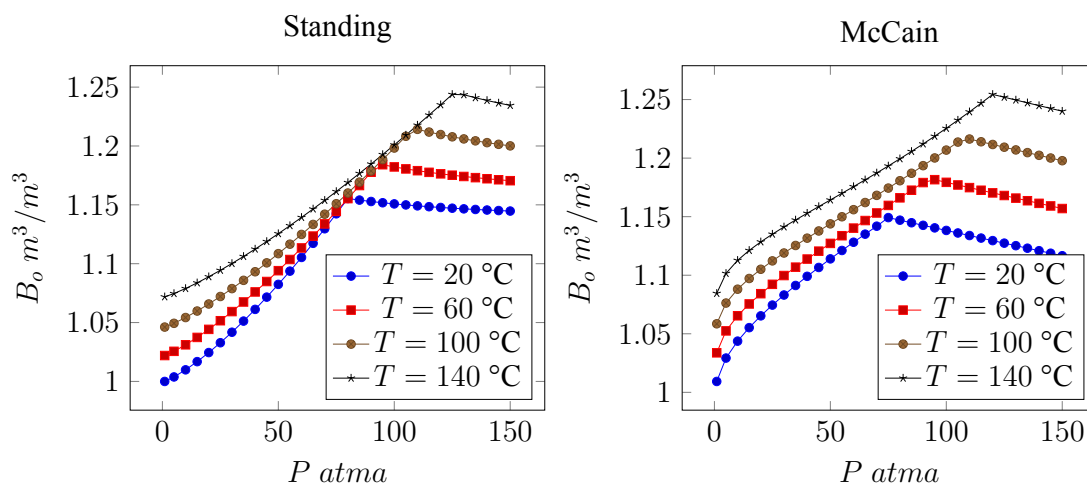 Standing
1.25
1.2
1.15
1.1
1.05
1
B_o m^3/m^3
T = 20 °C
T = 60 °C
T = 100 °C
T = 140 °C
0 50 100 150
P atma
McCain
1.25
1.2
1.15
1.1
1.05
1
B_o m^3/m^3
T = 20 °C
T = 60 °C
T = 100 °C
T = 140 °C
0 50 100 150
P atma